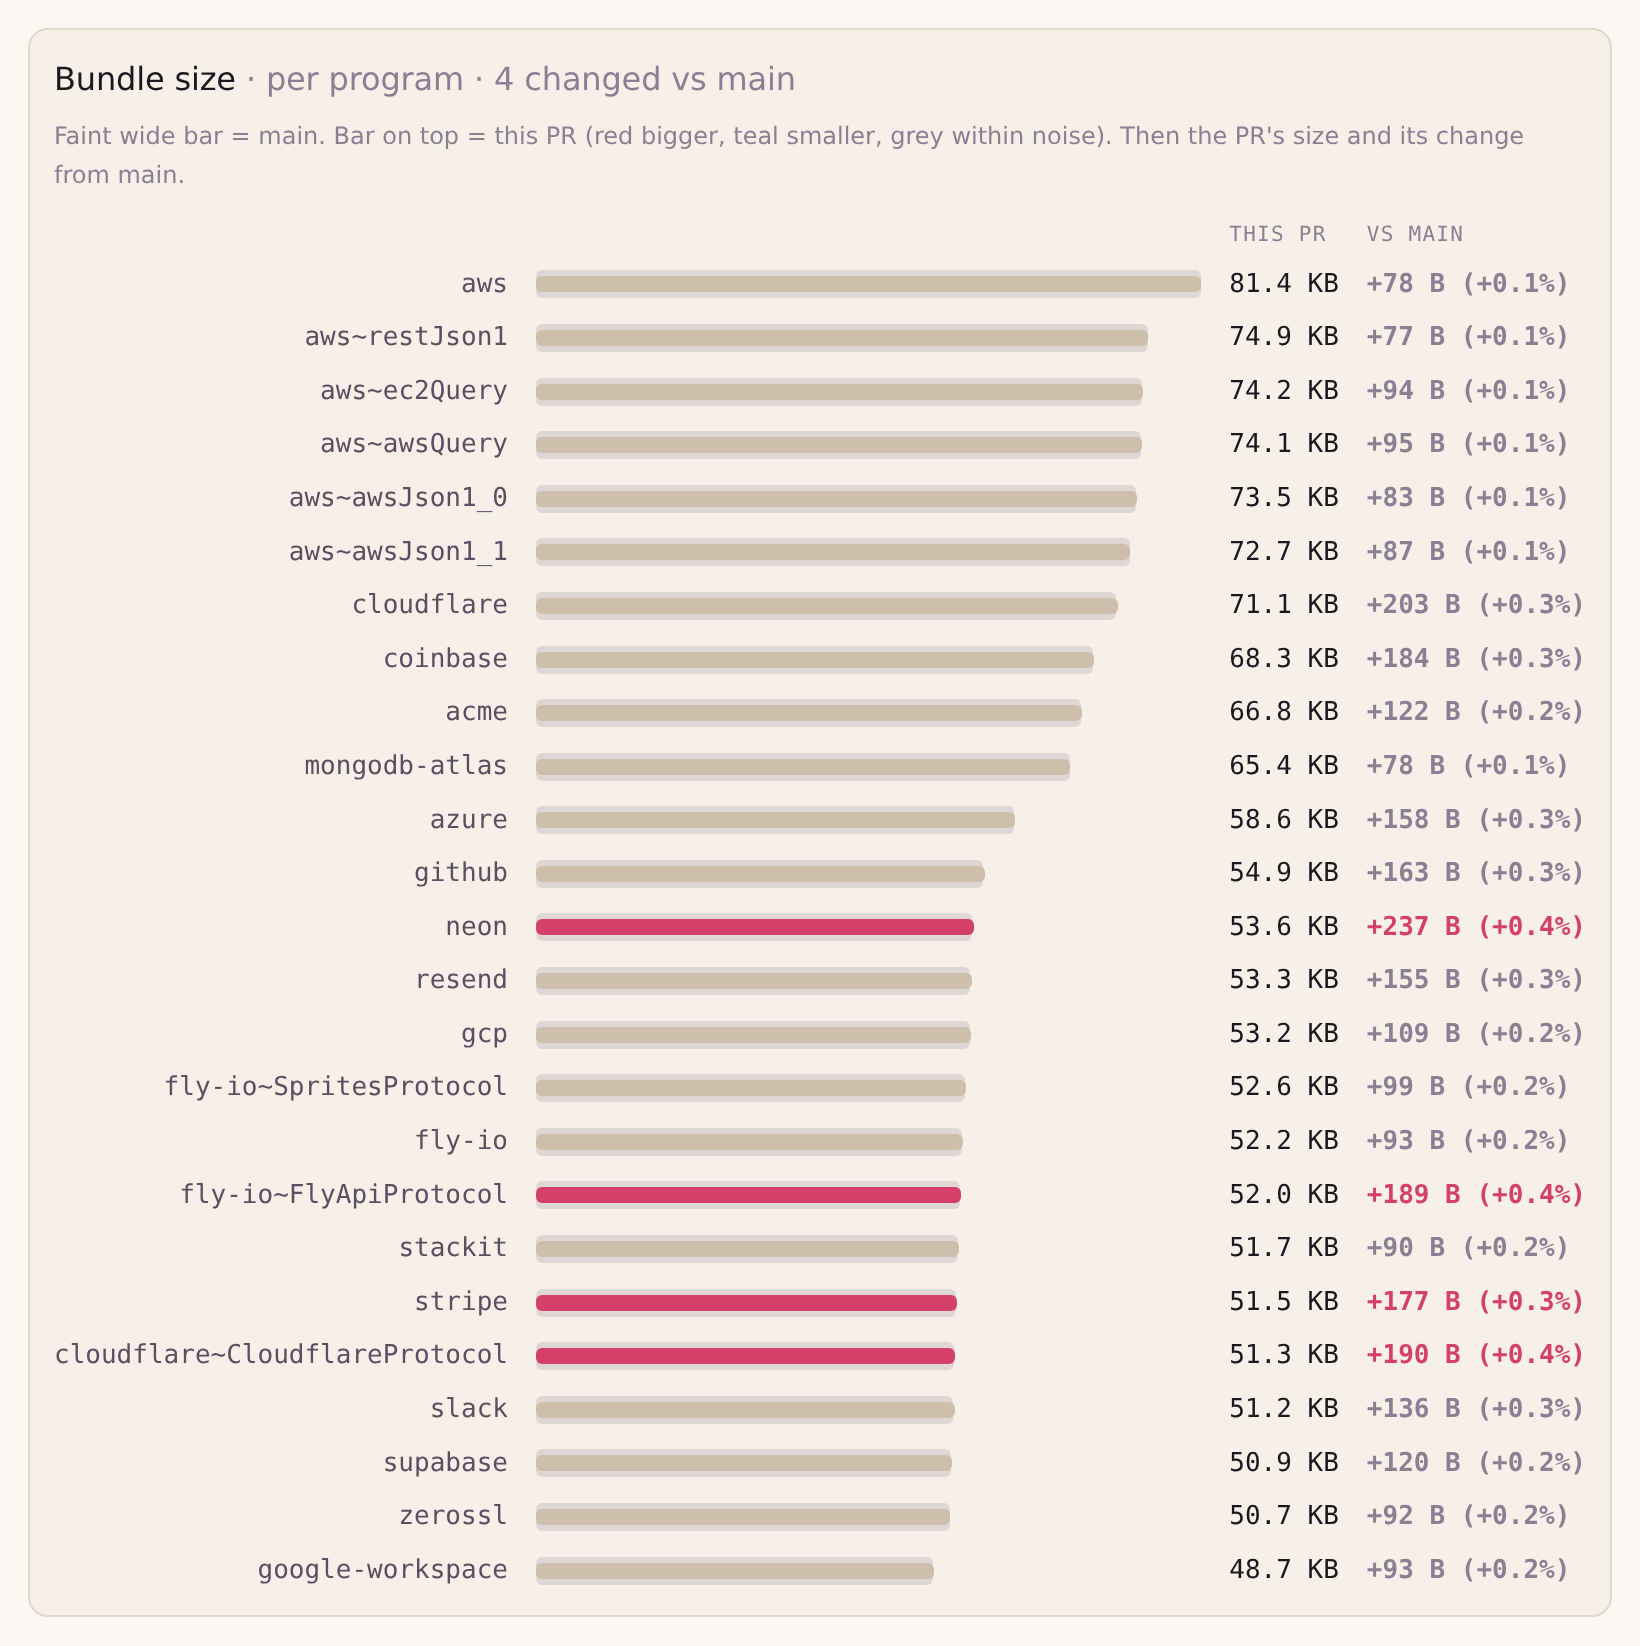 Bundle size · per program · 4 changed vs main
Faint wide bar = main. Bar on top = this PR (red bigger, teal smaller, grey within noise). Then the PR's size and its change
from main.
THIS PR VS MAIN
aws 81.4 KB +78 B (+0.1%)
aws~restJson1 74.9 KB +77 B (+0.1%)
aws~ec2Query 74.2 KB +94 B (+0.1%)
aws~awsQuery 74.1 KB +95 B (+0.1%)
aws~awsJson1_0 73.5 KB +83 B (+0.1%)
aws~awsJson1_1 72.7 KB +87 B (+0.1%)
cloudflare 71.1 KB +203 B (+0.3%)
coinbase 68.3 KB +184 B (+0.3%)
acme 66.8 KB +122 B (+0.2%)
mongodb-atlas 65.4 KB +78 B (+0.1%)
azure 58.6 KB +158 B (+0.3%)
github 54.9 KB +163 B (+0.3%)
neon 53.6 KB +237 B (+0.4%)
resend 53.3 KB +155 B (+0.3%)
gcp 53.2 KB +109 B (+0.2%)
fly-io~SpritesProtocol 52.6 KB +99 B (+0.2%)
fly-io 52.2 KB +93 B (+0.2%)
fly-io~FlyApiProtocol 52.0 KB +189 B (+0.4%)
stackit 51.7 KB +90 B (+0.2%)
stripe 51.5 KB +177 B (+0.3%)
cloudflare~CloudflareProtocol 51.3 KB +190 B (+0.4%)
slack 51.2 KB +136 B (+0.3%)
supabase 50.9 KB +120 B (+0.2%)
zerossl 50.7 KB +92 B (+0.2%)
google-workspace 48.7 KB +93 B (+0.2%)